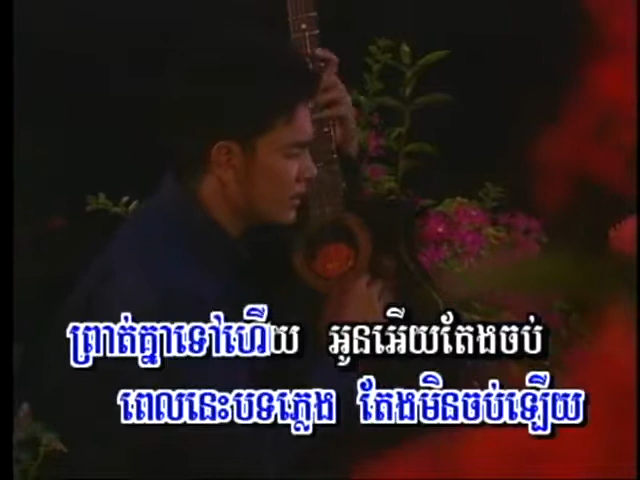 ព្រាត់គ្នាទៅហើយ អូនអើយតែងចប់
ពេលនេះបទភ្លេង តែងមិនចប់ឡើយ